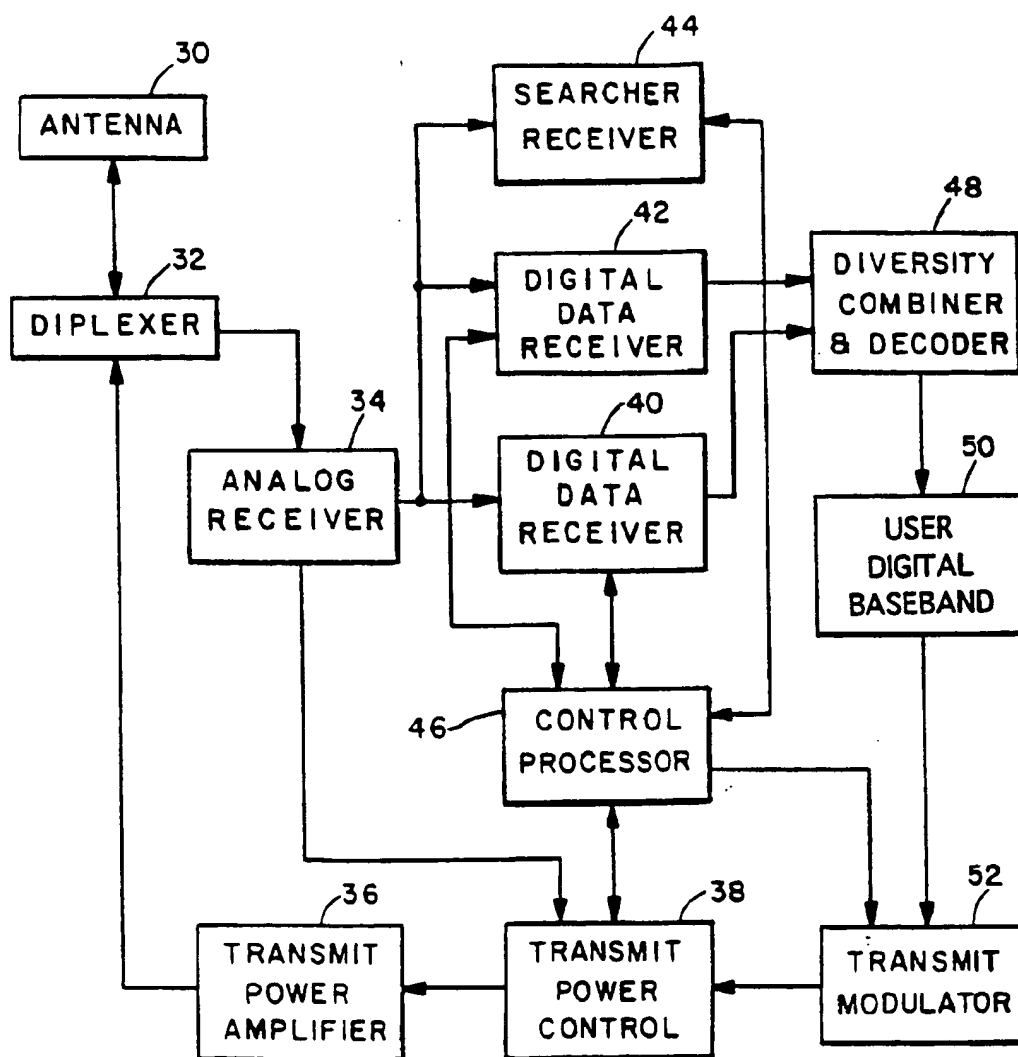 44
30
SEARCHER
RECEIVER
ANTENNA
42
48
32
DIGITAL
DATA
RECEIVER
DIVERSITY
COMBINER
& DECODER
DIPLEXER
34
40
ANALOG
RECEIVER
DIGITAL
DATA
RECEIVER
50
USER
DIGITAL
BASEBAND
46
CONTROL
PROCESSOR
36
38
52
TRANSMIT
POWER
AMPLIFIER
TRANSMIT
POWER
CONTROL
TRANSMIT
MODULATOR